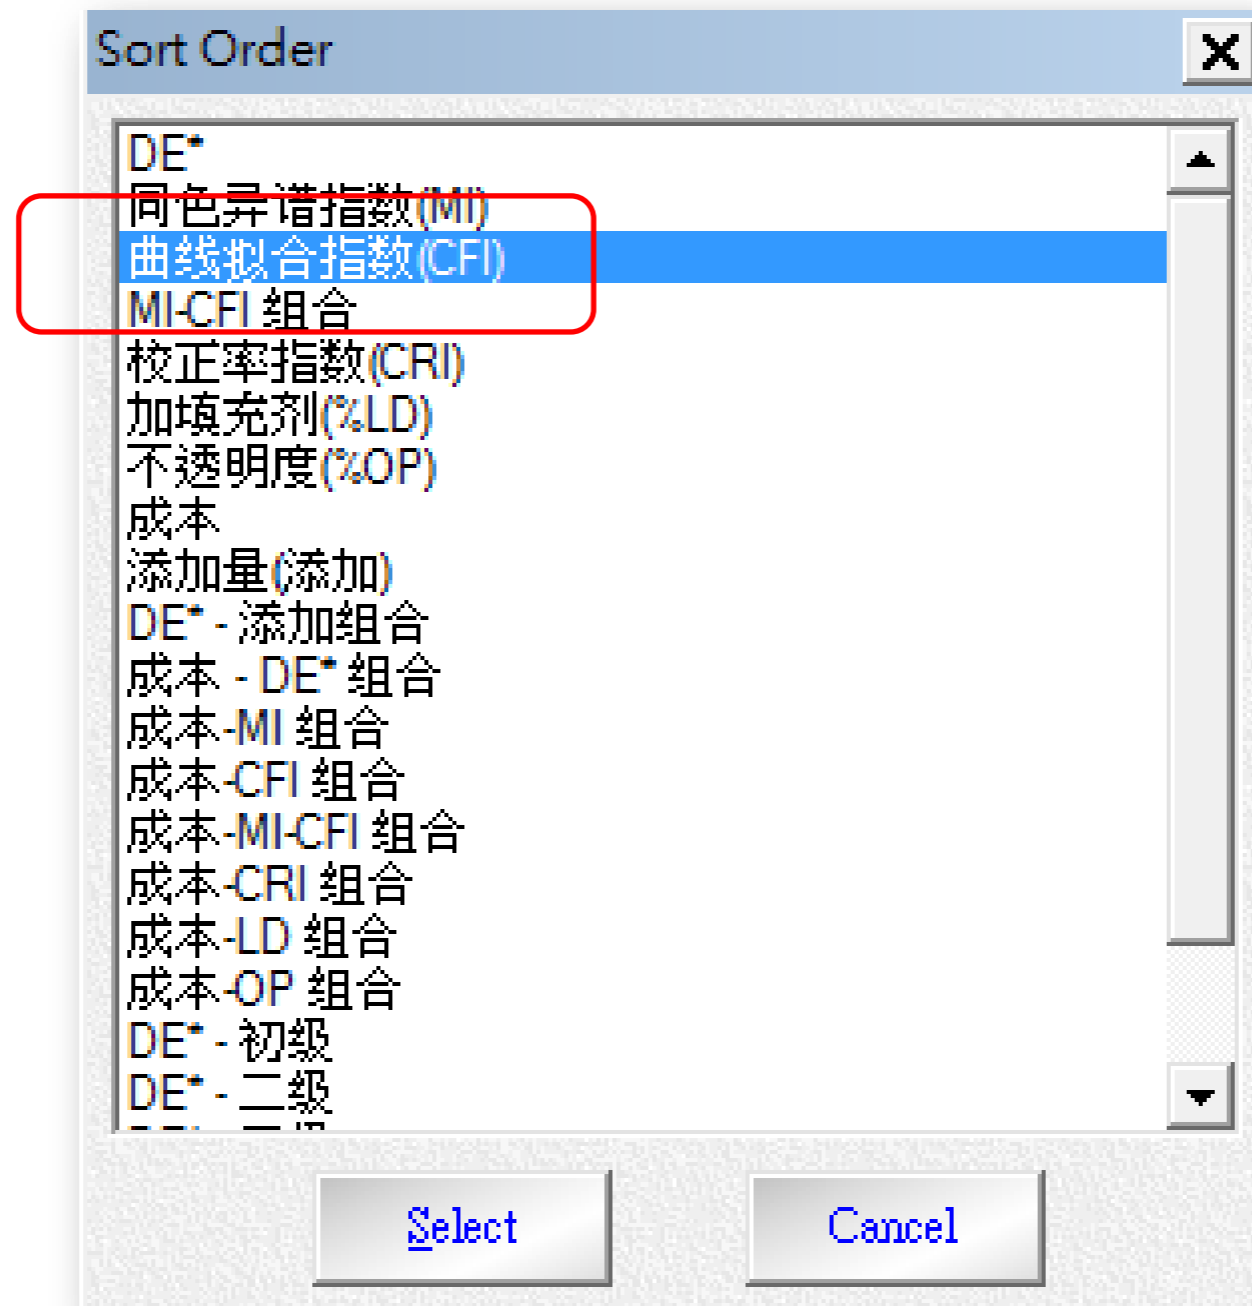 Sort Order
DE*
同色异谱指数(MI)
曲线拟合指数(CFI)
MI-CFI 组合
校正率指数(CRI)
加填充剂(%LD)
不透明度(%OP)
成本
添加量(添加)
DE* - 添加组合
成本 - DE* 组合
成本-MI 组合
成本-CFI 组合
成本-MI-CFI 组合
成本-CRI 组合
成本-LD 组合
成本-OP 组合
DE* - 初级
DE* - 二级
Select
Cancel